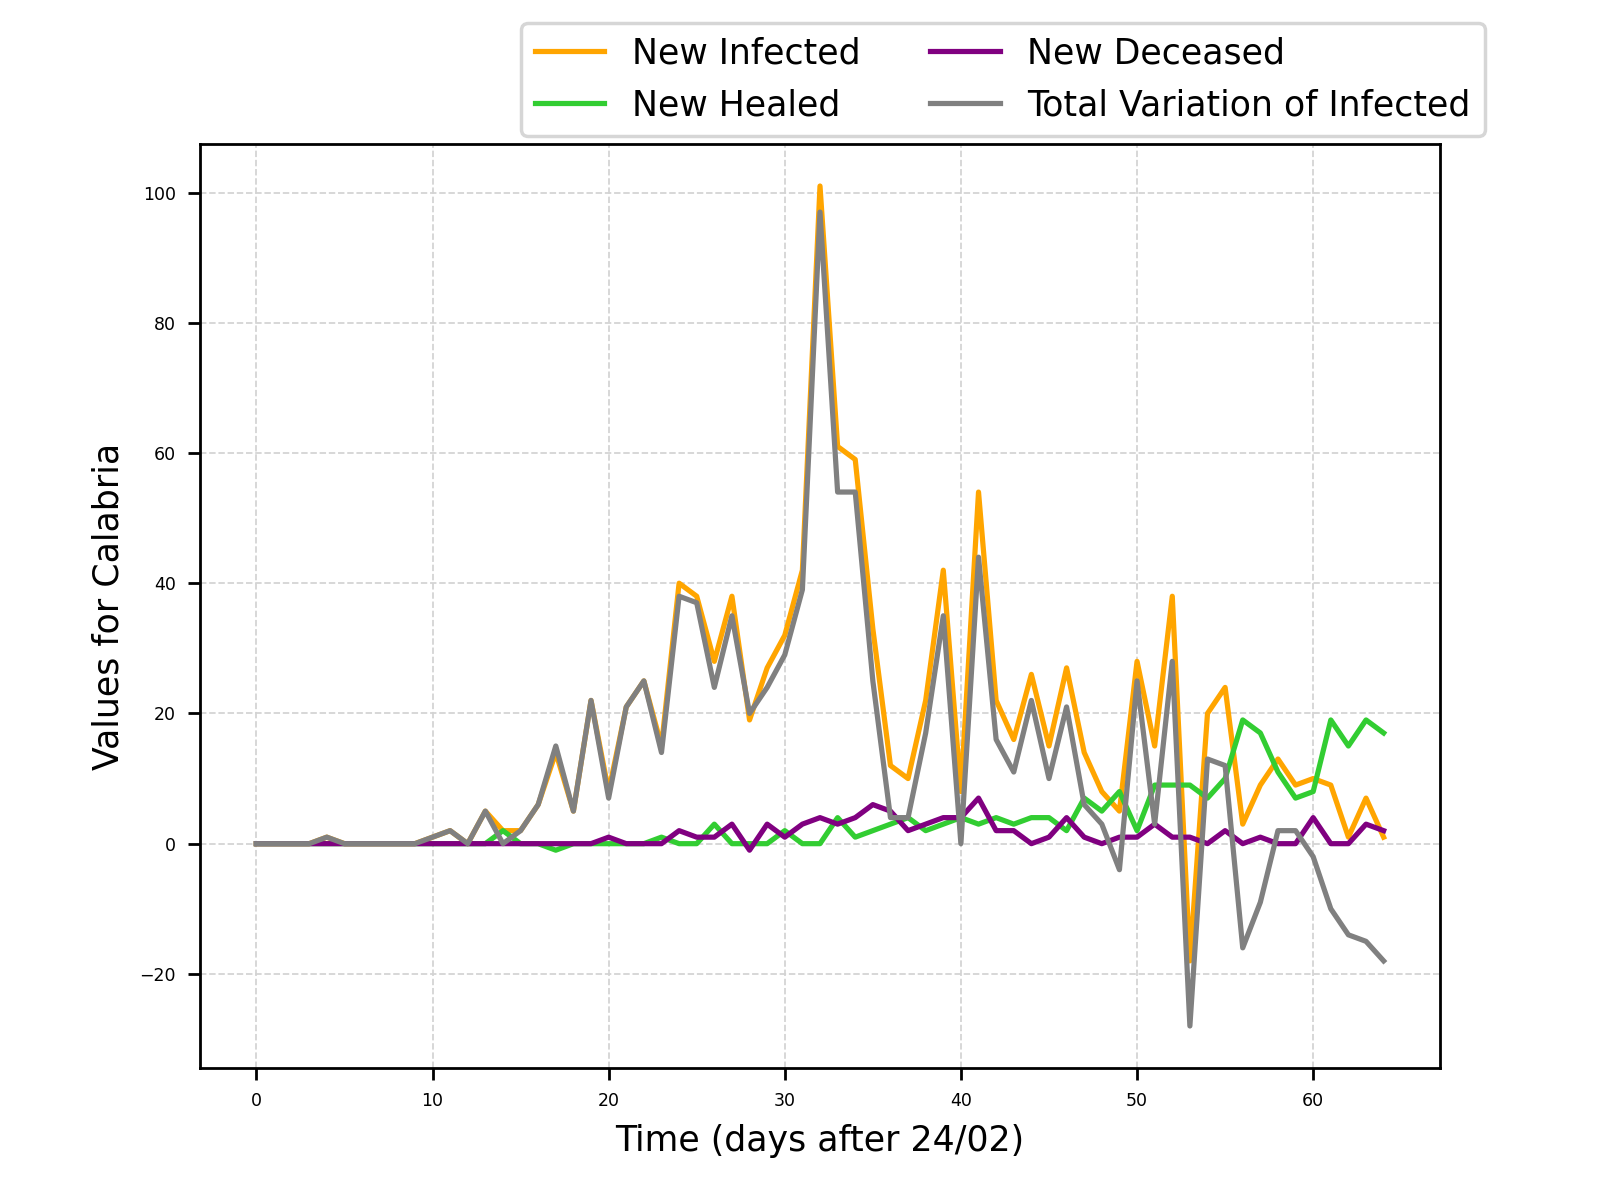 New Infected
New Healed
New Deceased
Total Variation of Infected
100
80
60
40
20
0
−20
Values for Calabria
0 10 20 30 40 50 60
Time (days after 24/02)